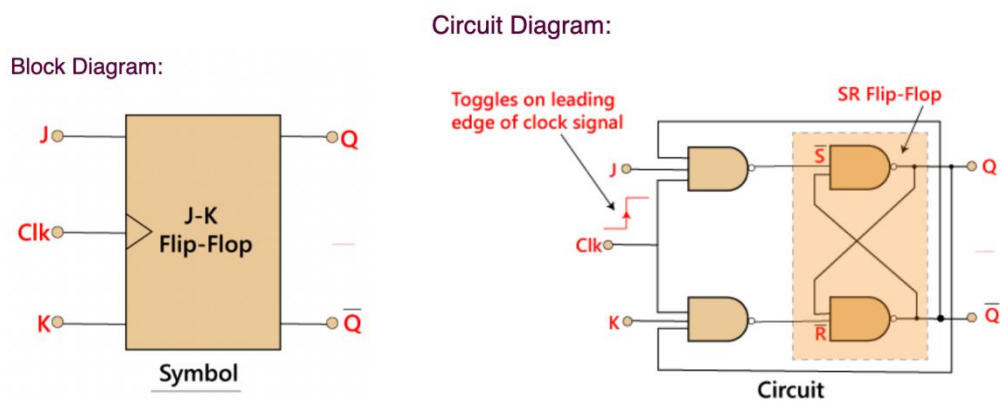 Circuit Diagram:
Block Diagram:
J
Q
Clk
J-K
Flip-Flop
K
Q̅
Symbol
Toggles on leading
edge of clock signal
SR Flip-Flop
J
S̅
Q
Clk
K
R̅
Q̅
Circuit